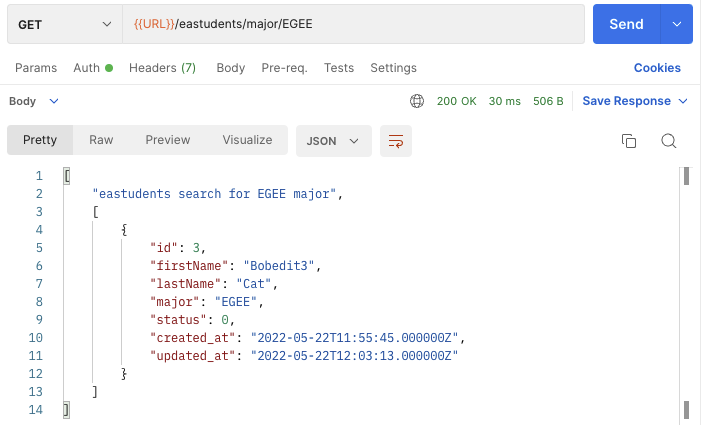 GET {{URL}}/eastudents/major/EGEE Send
Params Auth Headers (7) Body Pre-req. Tests Settings Cookies
Body 200 OK 30 ms 506 B Save Response
Pretty Raw Preview Visualize JSON
1 [
2 "eastudents search for EGEE major",
3 [
4 {
5 "id": 3,
6 "firstName": "Bobedit3",
7 "lastName": "Cat",
8 "major": "EGEE",
9 "status": 0,
10 "created_at": "2022-05-22T11:55:45.000000Z",
11 "updated_at": "2022-05-22T12:03:13.000000Z"
12 }
13 ]
14 ]